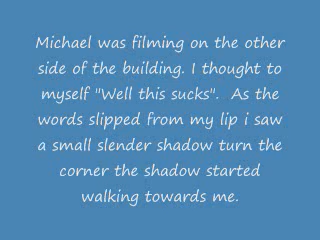 Michael was filming on the other
side of the building. I thought to
myself "Well this sucks".  As the
words slipped from my lip i saw
a small slender shadow turn the
corner the shadow started
walking towards me.